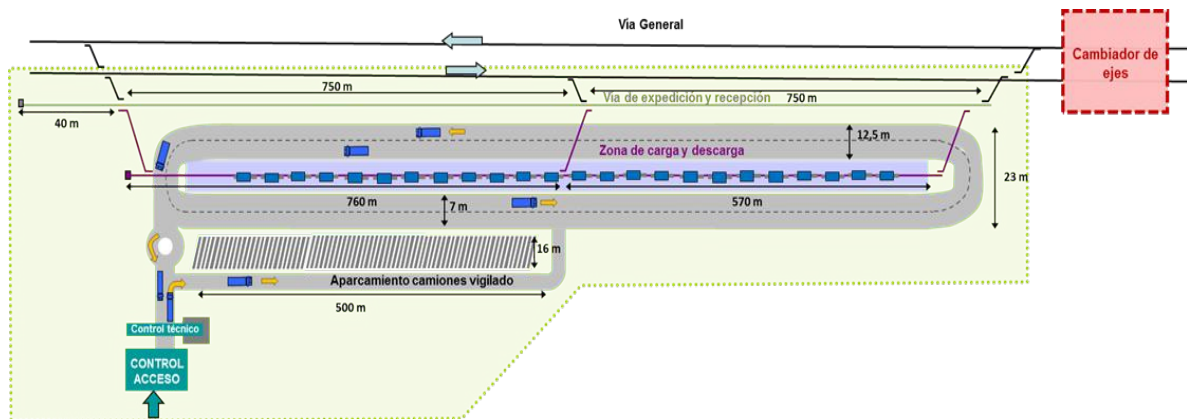 Vía General
Cambiador de
ejes
750 m
Vía de expedición y recepción
750 m
40 m
12,5 m
Zona de carga y descarga
23 m
760 m
7 m
570 m
16 m
Aparcamiento camiones vigilado
500 m
Control técnico
CONTROL
ACCESO